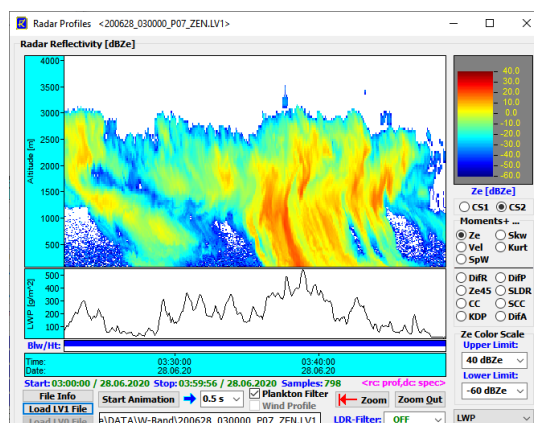 Radar Profiles <200628_030000_P07_ZEN.LV1>
Radar Reflectivity [dBZe]
4000
3500
3000
2500
2000
1500
1000
500
Altitude [m]
40.0
30.0
20.0
10.0
0.0
-10.0
-20.0
-30.0
-40.0
-50.0
-60.0
Ze [dBZe]
CS1 CS2
Moments+ ...
Ze Skw
Vel Kurt
SpW
DifR DifP
Ze45 SLDR
CC SCC
KDP DifA
Ze Color Scale
Upper Limit:
40 dBZe
Lower Limit:
-60 dBZe
LWP
500
400
300
200
100
LWP [g/m^2]
Blw/Ht:
Time: 03:30:00 03:40:00
Date: 28.06.20 28.06.20
Start: 03:00:00 / 28.06.2020 Stop: 03:59:56 / 28.06.2020 Samples: 798 <rc: prof,dc: spec>
File Info Start Animation 0.5 s Plankton Filter Zoom Zoom Out
Wind Profile
Load LV1 File
Load LV0 File \DATA\W-Band\200628_030000_P07_ZEN.LV1 LDR-Filter: OFF